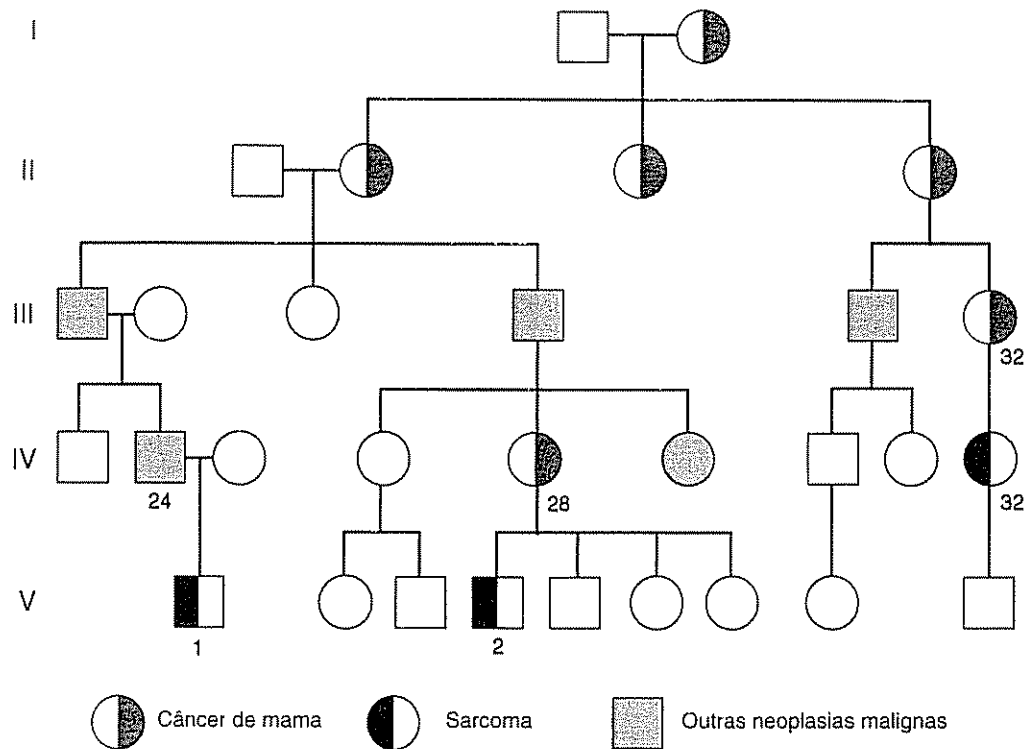 I
II
III
32
IV
24
28
32
V
1
2
Câncer de mama
Sarcoma
Outras neoplasias malignas